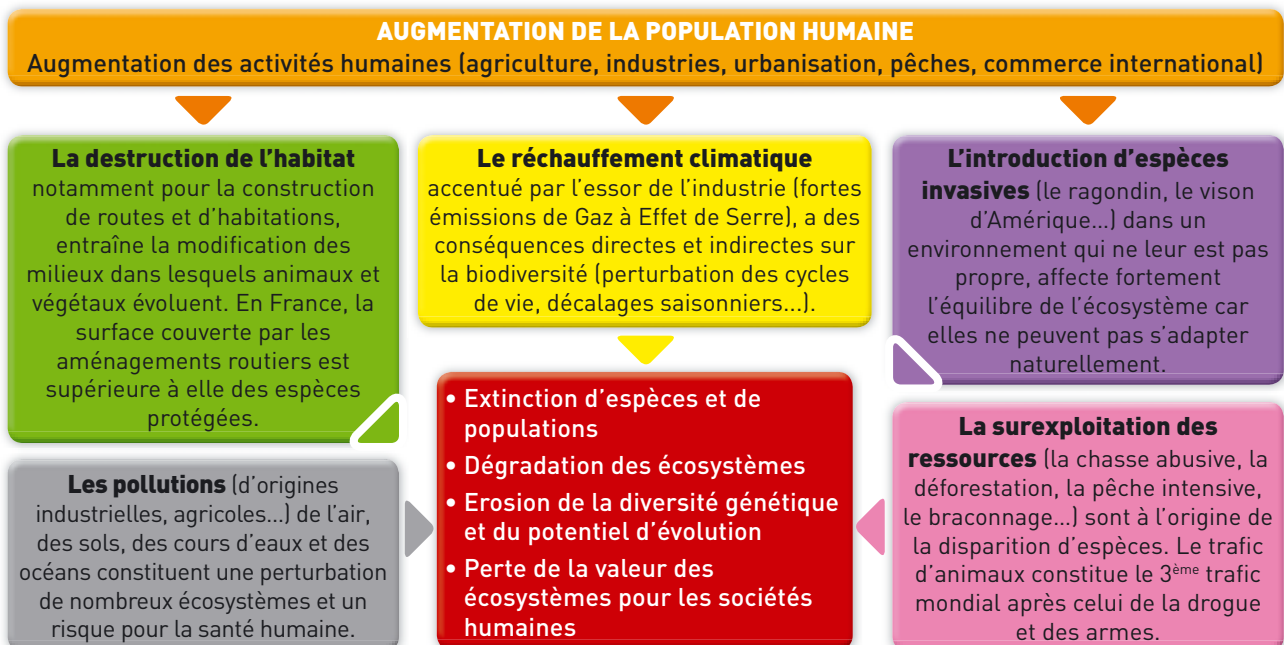 AUGMENTATION DE LA POPULATION HUMAINE
Augmentation des activités humaines (agriculture, industries, urbanisation, pêches, commerce international)
La destruction de l'habitat
notamment pour la construction
de routes et d'habitations,
entraîne la modification des
milieux dans lesquels animaux et
végétaux évoluent. En France, la
surface couverte par les
aménagements routiers est
supérieure à elle des espèces
protégées.
Les pollutions (d'origines
industrielles, agricoles...) de l'air,
des sols, des cours d'eaux et des
océans constituent une perturbation
de nombreux écosystèmes et un
risque pour la santé humaine.
Le réchauffement climatique
accentué par l'essor de l'industrie (fortes
émissions de Gaz à Effet de Serre), a des
conséquences directes et indirectes sur
la biodiversité (perturbation des cycles
de vie, décalages saisonniers...).
• Extinction d'espèces et de
populations
• Dégradation des écosystèmes
• Erosion de la diversité génétique
et du potentiel d'évolution
• Perte de la valeur des
écosystèmes pour les sociétés
humaines
L'introduction d'espèces
invasives (le ragondin, le vison
d'Amérique...) dans un
environnement qui ne leur est pas
propre, affecte fortement
l'équilibre de l'écosystème car
elles ne peuvent pas s'adapter
naturellement.
La surexploitation des
ressources (la chasse abusive, la
déforestation, la pêche intensive,
le braconnage...) sont à l'origine de
la disparition d'espèces. Le trafic
d'animaux constitue le 3ème trafic
mondial après celui de la drogue
et des armes.